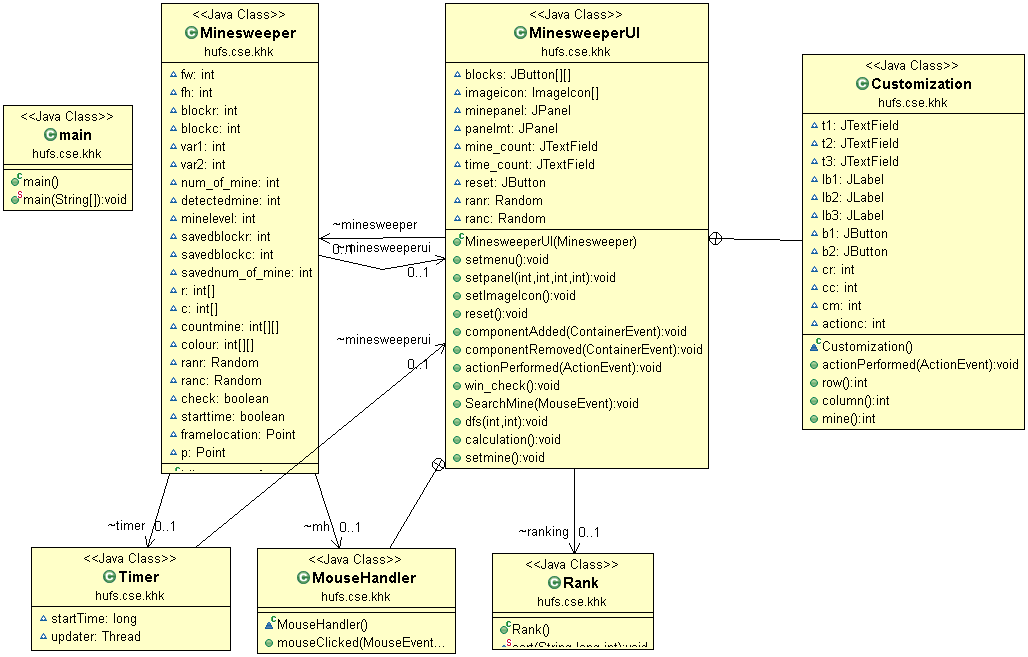 <<Java Class>>
main
hufs.cse.khk
main()
main(String[]):void
<<Java Class>>
Minesweeper
hufs.cse.khk
fw: int
fh: int
blockr: int
blockc: int
var1: int
var2: int
num_of_mine: int
detectedmine: int
minelevel: int
savedblockr: int
savedblockc: int
savednum_of_mine: int
r: int[]
c: int[]
countmine: int[][]
colour: int[][]
ranr: Random
ranc: Random
check: boolean
starttime: boolean
framelocation: Point
p: Point
<<Java Class>>
MinesweeperUI
hufs.cse.khk
blocks: JButton[][]
imageicon: ImageIcon[]
minepanel: JPanel
panelmt: JPanel
mine_count: JTextField
time_count: JTextField
reset: JButton
ranr: Random
ranc: Random
MinesweeperUI(Minesweeper)
setmenu():void
setpanel(int,int,int,int):void
setImageIcon():void
reset():void
componentAdded(ContainerEvent):void
componentRemoved(ContainerEvent):void
actionPerformed(ActionEvent):void
win_check():void
SearchMine(MouseEvent):void
dfs(int,int):void
calculation():void
setmine():void
<<Java Class>>
Customization
hufs.cse.khk
t1: JTextField
t2: JTextField
t3: JTextField
lb1: JLabel
lb2: JLabel
lb3: JLabel
b1: JButton
b2: JButton
cr: int
cc: int
cm: int
actionc: int
Customization()
actionPerformed(ActionEvent):void
row():int
column():int
mine():int
~minesweeper
0..1
~minesweeperui
0..1
~minesweeperui
0..1
~timer 0..1
~mh 0..1
~ranking 0..1
<<Java Class>>
Timer
hufs.cse.khk
startTime: long
updater: Thread
<<Java Class>>
MouseHandler
hufs.cse.khk
MouseHandler()
mouseClicked(MouseEvent...
<<Java Class>>
Rank
hufs.cse.khk
Rank()
sort(String,long,int):void